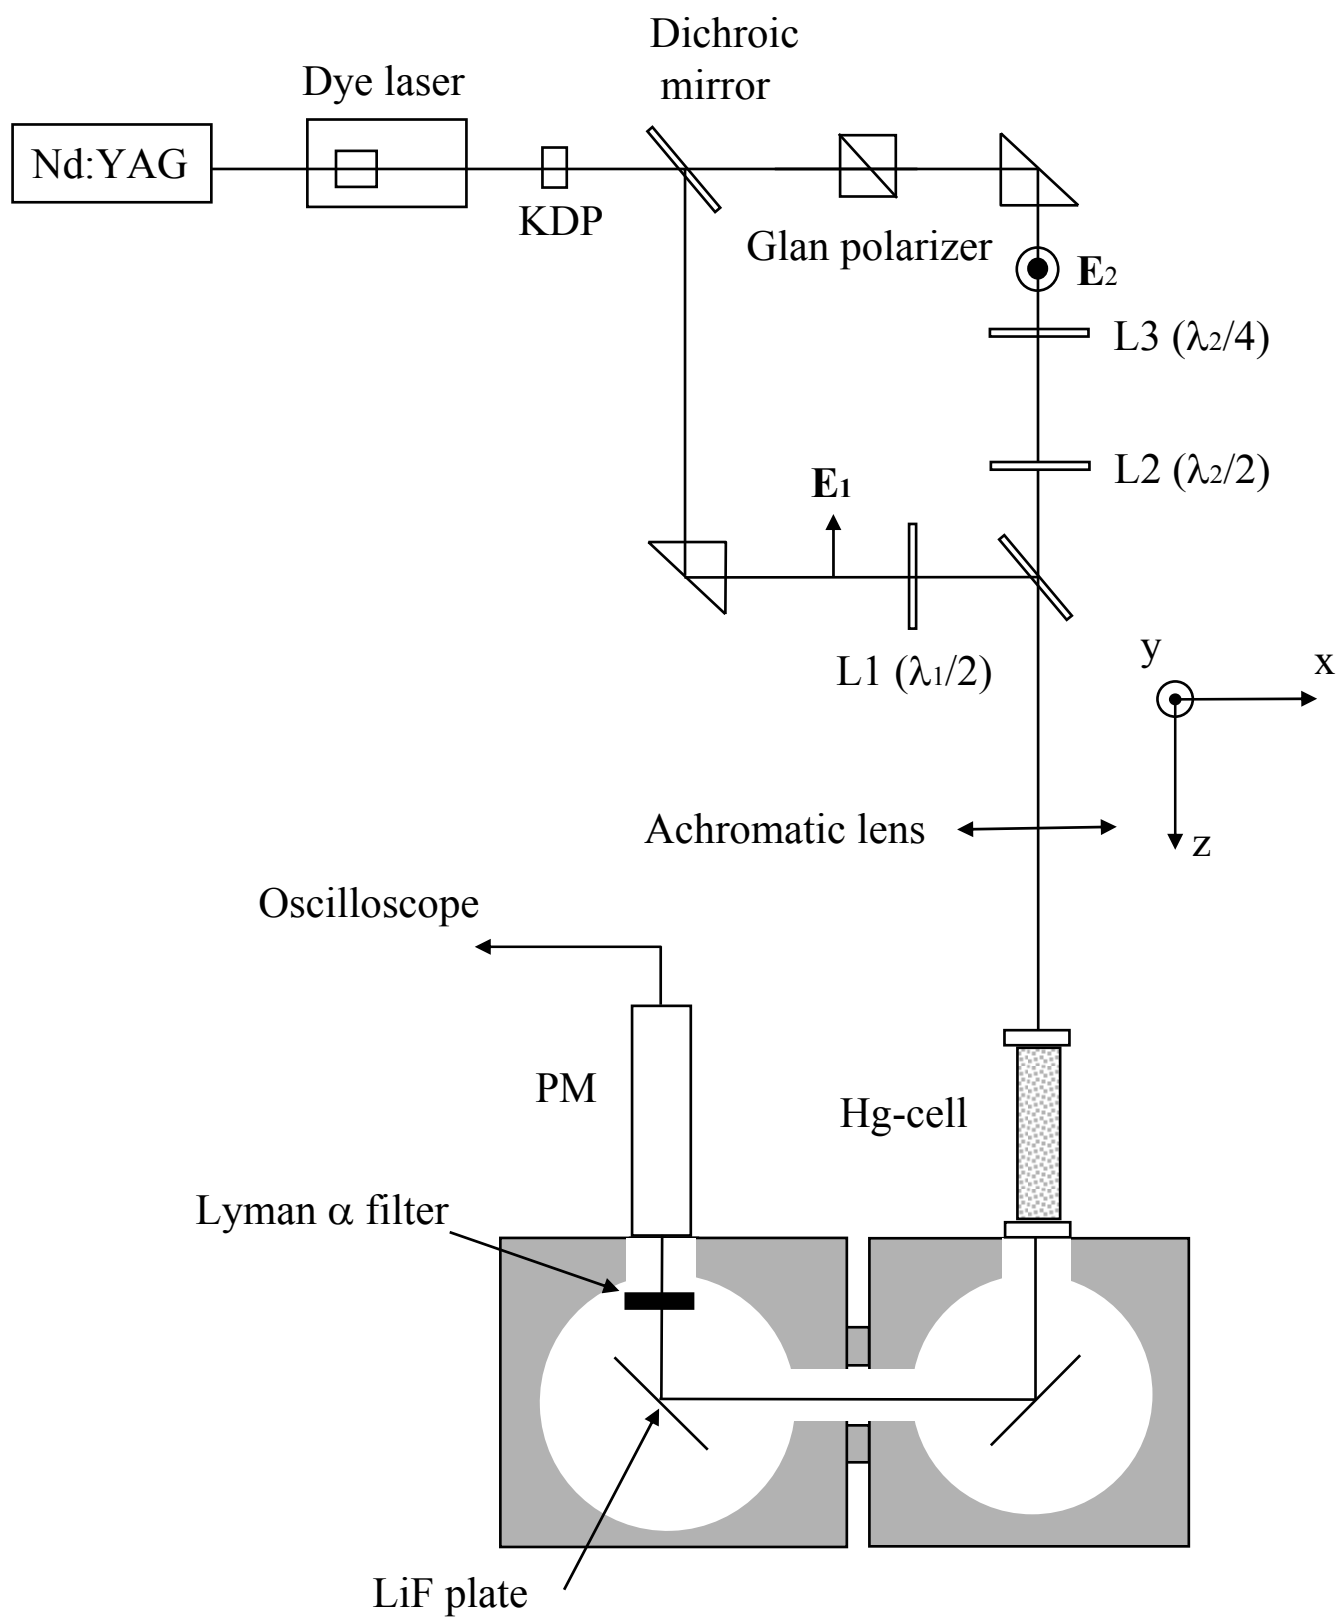 Dichroic
mirror
Dye laser
Nd:YAG
KDP
Glan polarizer
E2
L3 (λ2/4)
L2 (λ2/2)
E1
L1 (λ1/2)
y
x
z
Achromatic lens
Oscilloscope
PM
Hg-cell
Lyman α filter
LiF plate